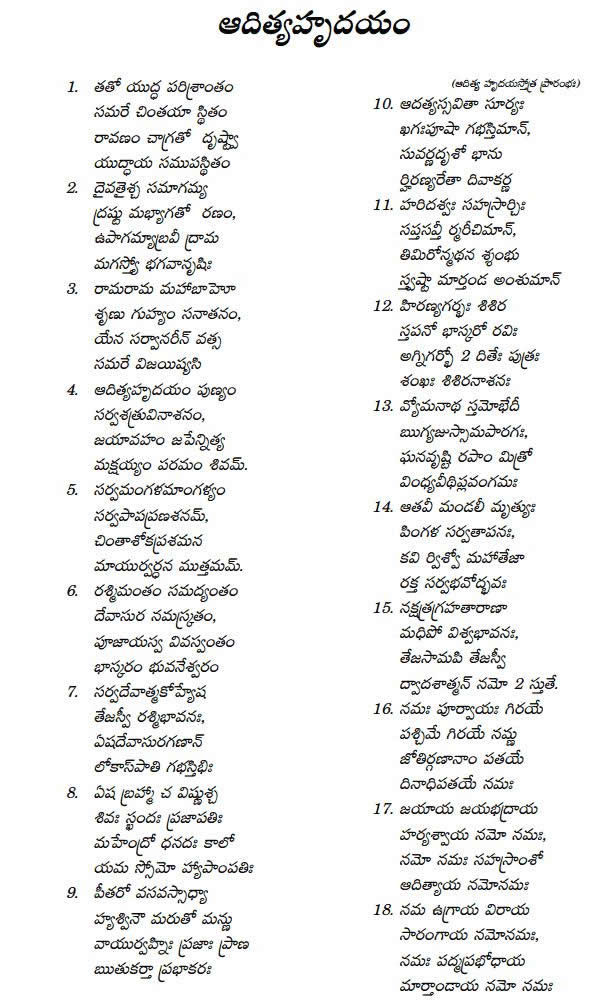 ఆదిత్యహృదయం
1. తతో యుద్ధ పరిశ్రాంతం
సమరే చింతయా స్థితం
రావణం చాగ్రతో దృష్ట్వా
యుద్ధాయ సముపస్థితం
2. దైవతైశ్చ సమాగమ్య
ద్రష్టు మభ్యాగతో రణం,
ఉపాగమ్యాబ్రవీ ద్రామ
మగస్త్యో భగవానృషిః
3. రామరామ మహాబాహెూ
శృణు గుహ్యం సనాతనం,
యేన సర్వానరీన్ వత్స
సమరే విజయిష్యసి
4. ఆదిత్యహృదయం పుణ్యం
సర్వశత్రువినాశనం,
జయావహం జపేన్నిత్య
మక్షయ్యం పరమం శివమ్.
5. సర్వమంగళమాంగళ్యం
సర్వపాపప్రణశనమ్,
చింతాశోకప్రశమన
మాయుర్వర్ధన ముత్తమమ్.
6. రశ్మిమంతం సమద్యంతం
దేవాసుర నమస్కృతం,
పూజాయస్వ వివస్వంతం
భాస్కరం భువనేశ్వరం
7. సర్వదేవాత్మకోహ్యేష
తేజస్వీ రశ్మిభావనః,
ఏషదేవాసురగణాన్
లోకాన్‌పాతి గభస్తిభిః
8. ఏష బ్రహ్మా చ విష్ణుశ్చ
శివః స్ఖందః ప్రజాపతిః
మహేంద్రో ధనదః కాలో
యమ స్సోమో హ్యాపాంపతిః
9. పీతరో వసవస్సాధ్యా
హ్యశ్వినౌ మరుతో మన్ణు
వాయుర్వహ్నిః ప్రజాః ప్రాణ
ఋతుకర్తా ప్రభాకరః
(ఆదిత్య హృదయస్తోత్ర ప్రారంభః)
10. ఆదత్యస్సవితా సూర్యః
ఖగఃపూషా గభస్తిమాన్,
సువర్ణదృశో భాను
ర్హిరణ్యరేతా దివాకర్ణ
11. హరిదశ్వః సహస్రార్చిః
సప్తసప్తీ ర్మరీచిమాన్,
తిమిరోన్మథన శ్శంభు
స్త్వష్టా మార్తండ అంశుమాన్
12. హిరణ్యగర్భః శిశిర
స్తపనో భాస్కరో రవిః
అగ్నిగర్భో 2 దితేః పుత్రః
శంఖః శిశిరనాశనః
13. వ్యోమనాథ స్తమోభేదీ
ఋగ్యజుస్సామపారగః,
ఘనవృష్టి రపాం మిత్రో
వింధ్యవీథిప్లవంగమః
14. ఆతవీ మండలీ మృత్యుః
పింగళ సర్వతాపనః,
కవి ర్విశ్వో మహాతేజా
రక్త సర్వభవోద్భవః
15. నక్షత్రగ్రహతారాణా
మధిపో విశ్వభావనః,
తేజసామపి తేజస్వీ
ద్వాదశాత్మన్ నమో 2 స్తుతే.
16. నమః పూర్వాయః గిరయే
పశ్చిమే గిరయే నమ్ణ
జోతిర్గణానాం పతయే
దినాధిపతయే నమః
17. జయాయ జయభద్రాయ
హర్యశ్వాయ నమో నమః,
నమో నమః సహస్రాంశో
ఆదిత్యాయ నమోనమః
18. నమ ఉగ్రాయ విరాయ
సారంగాయ నమోనమః,
నమః పద్మప్రభోధాయ
మార్తాండాయ నమో నమః